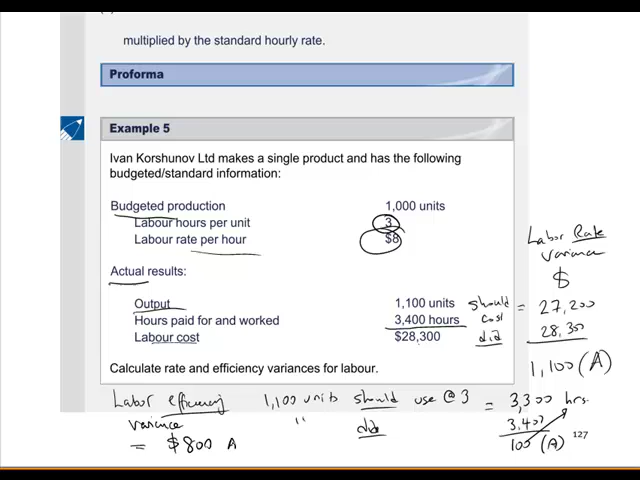 multiplied by the standard hourly rate.
Proforma
Example 5
Ivan Korshunov Ltd makes a single product and has the following
budgeted/standard information:
Budgeted production 1,000 units
Labour hours per unit 3
Labour rate per hour $8
Actual results:
Output 1,100 units
Hours paid for and worked 3,400 hours
Labour cost $28,300
Calculate rate and efficiency variances for labour.
Labor Rate
variance
$
should = 27,200
cost 28,300
did
1,100 (A)
Labor efficiency 1,100 units should use @ 3 = 3,300 hrs.
variance " did 3,400
= $800 A 100 (A)
127